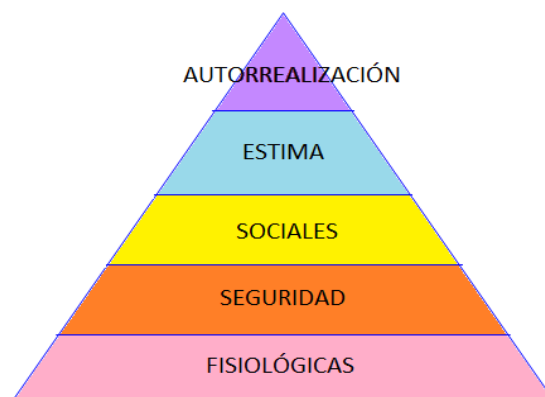 AUTORREALIZACIÓN
ESTIMA
SOCIALES
SEGURIDAD
FISIOLÓGICAS